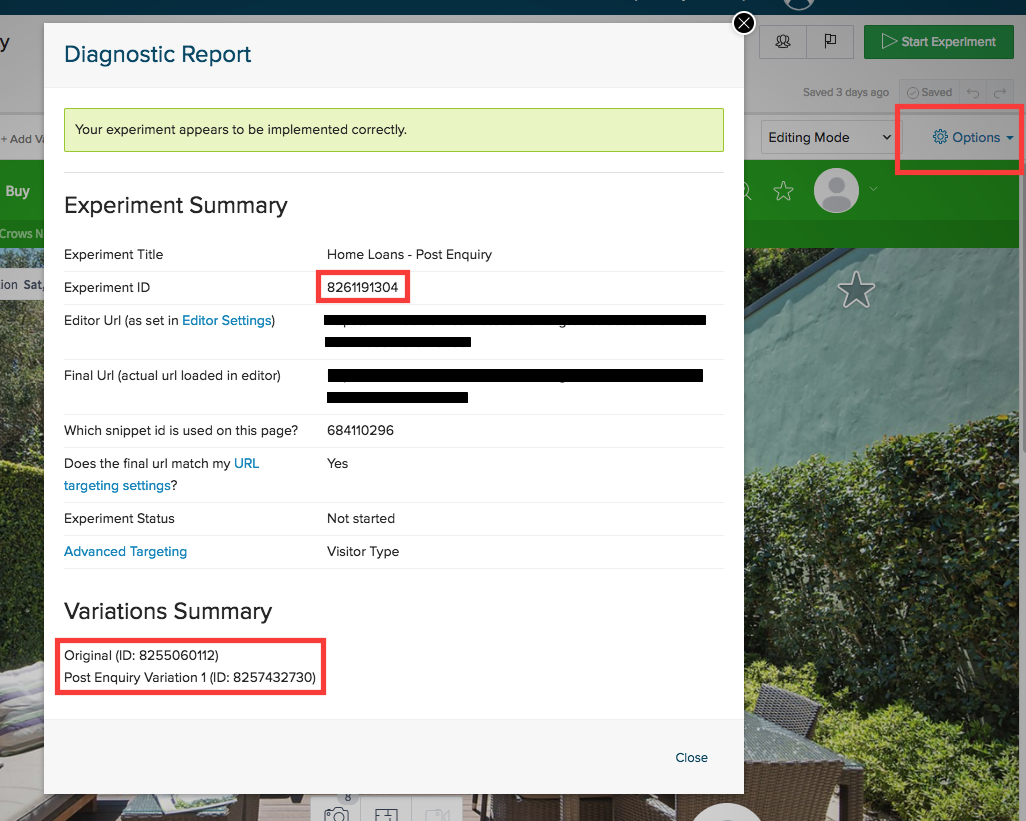 y
Diagnostic Report
Start Experiment
Saved 3 days ago
Saved
Your experiment appears to be implemented correctly.
+ Add Va
Editing Mode
Options
Buy
Experiment Summary
Crows N
Experiment Title
Home Loans - Post Enquiry
ion Sat,
Experiment ID
8261191304
Editor Url (as set in Editor Settings)
Final Url (actual url loaded in editor)
Which snippet id is used on this page?
684110296
Does the final url match my URL
targeting settings?
Yes
Experiment Status
Not started
Advanced Targeting
Visitor Type
Variations Summary
Original (ID: 8255060112)
Post Enquiry Variation 1 (ID: 8257432730)
Close
8